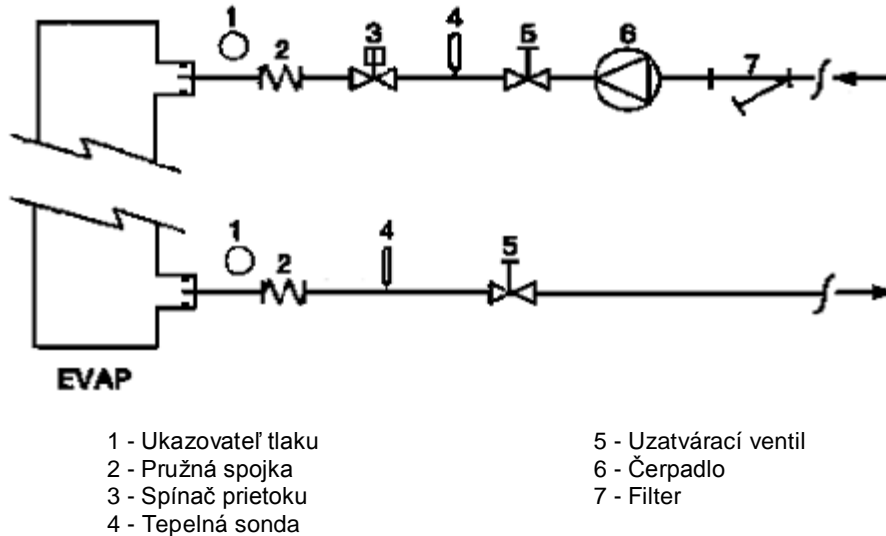 1 2 3 4 5 6 7
1 2 4 5
EVAP
1 - Ukazovateľ tlaku
2 - Pružná spojka
3 - Spínač prietoku
4 - Tepelná sonda
5 - Uzatvárací ventil
6 - Čerpadlo
7 - Filter